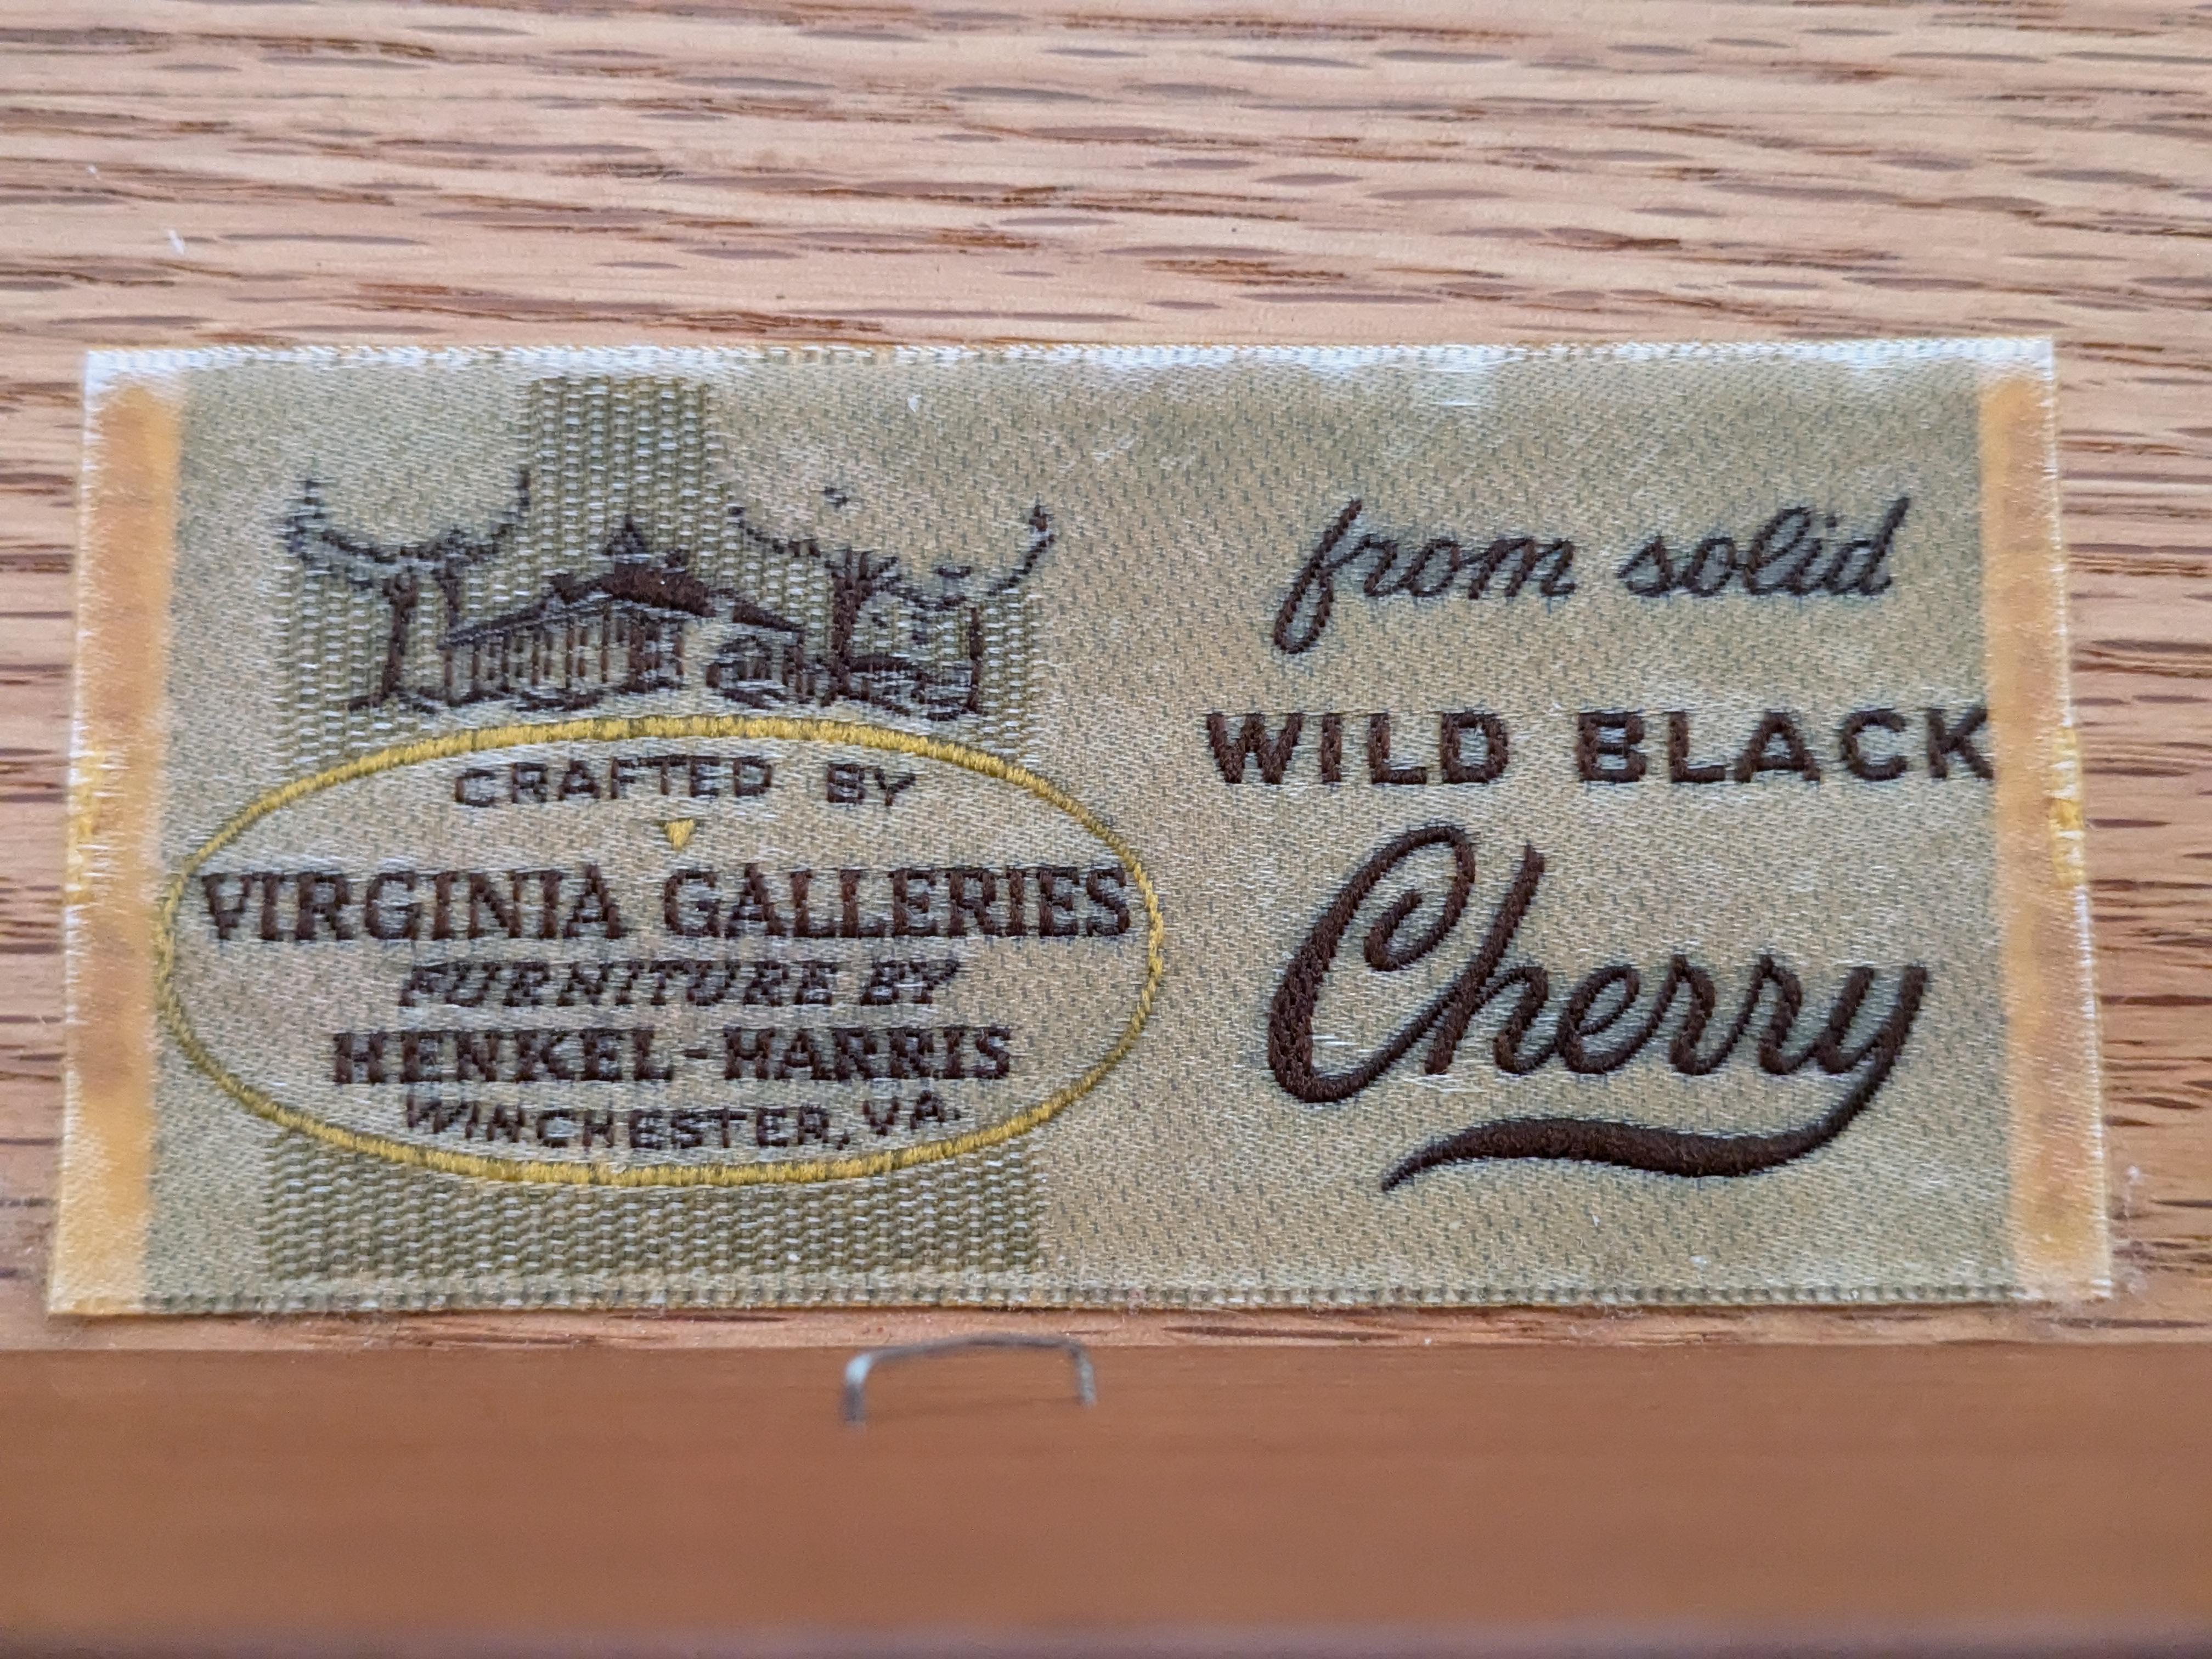 CRAFTED BY
VIRGINIA GALLERIES
FURNITURE BY
HENKEL-HARRIS
WINCHESTER, VA.
from solid
WILD BLACK
Cherry